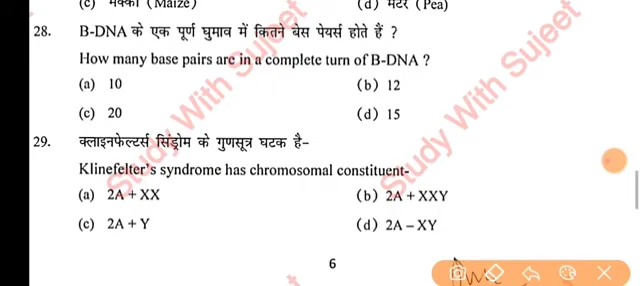 (c) मक्का (Maize) (d) मटर (Pea)
28. B-DNA के एक पूर्ण घुमाव में कितने बेस पेयर्स होते हैं ?
How many base pairs are in a complete turn of B-DNA ?
(a) 10 (b) 12
(c) 20 (d) 15
29. क्लाइनफेल्टर्स सिंड्रोम के गुणसूत्र घटक है–
Klinefelter's syndrome has chromosomal constituent-
(a) 2A + XX (b) 2A + XXY
(c) 2A + Y (d) 2A – XY
6
Study With Sujeet
Study With Sujeet